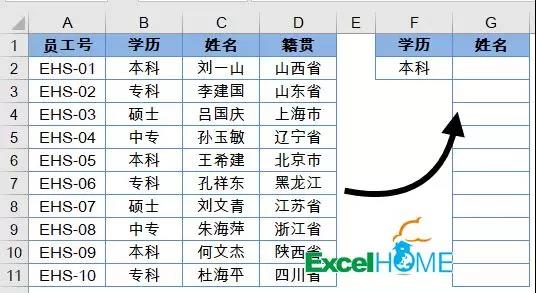 A B C D E F G
1 员工号 学历 姓名 籍贯 学历 姓名
2 EHS-01 本科 刘一山 山西省 本科
3 EHS-02 专科 李建国 山东省
4 EHS-03 硕士 吕国庆 上海市
5 EHS-04 中专 孙玉敏 辽宁省
6 EHS-05 本科 王希建 北京市
7 EHS-06 专科 孔祥东 黑龙江
8 EHS-07 硕士 刘文青 江苏省
9 EHS-08 中专 朱海萍 浙江省
10 EHS-09 本科 何文杰 陕西省
11 EHS-10 专科 杜海平 四川省
ExcelHOME